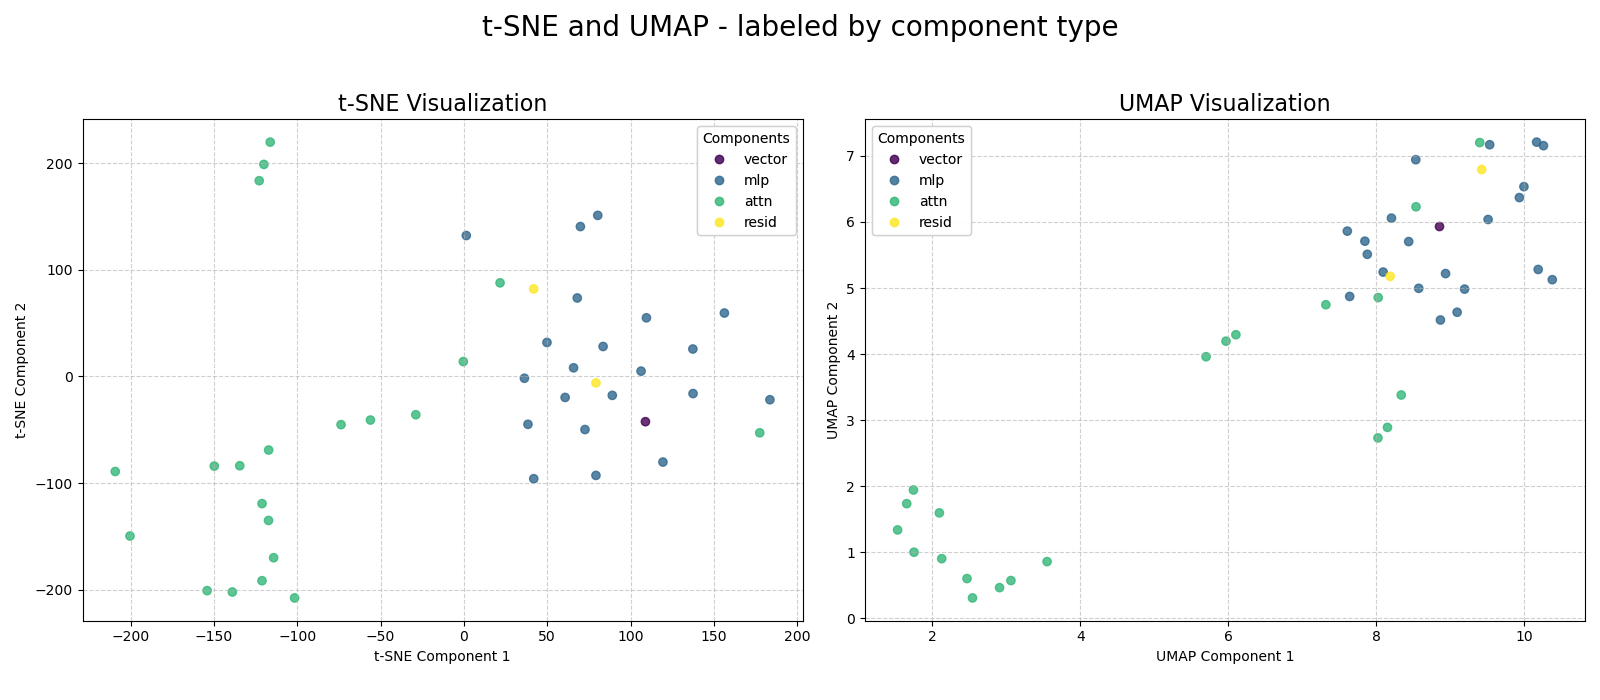 t-SNE and UMAP - labeled by component type
t-SNE Visualization
Components
vector
mlp
attn
resid
200
100
0
−100
−200
t-SNE Component 2
−200
−150
−100
−50
0
50
100
150
200
t-SNE Component 1
UMAP Visualization
Components
vector
mlp
attn
resid
7
6
5
4
3
2
1
0
UMAP Component 2
2
4
6
8
10
UMAP Component 1